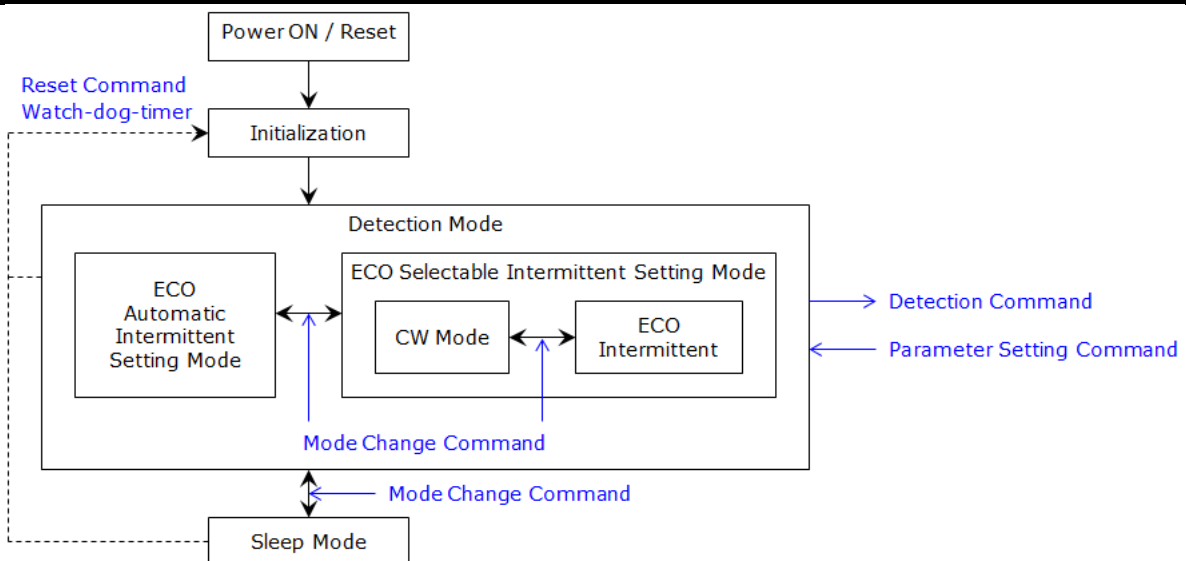 Power ON / Reset
Reset Command
Watch-dog-timer
Initialization
Detection Mode
ECO Selectable Intermittent Setting Mode
ECO
Automatic
Intermittent
Setting Mode
CW Mode
ECO
Intermittent
Detection Command
Parameter Setting Command
Mode Change Command
Mode Change Command
Sleep Mode